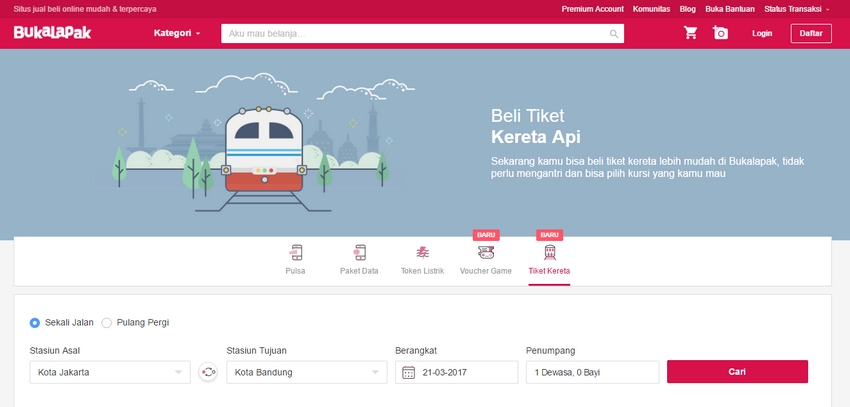 Situs jual beli online mudah & terpercaya
Premium Account Komunitas Blog Buka Bantuan Status Transaksi
BukaLapak Kategori Aku mau belanja... Login Daftar
Beli Tiket
Kereta Api
Sekarang kamu bisa beli tiket kereta lebih mudah di Bukalapak, tidak
perlu mengantri dan bisa pilih kursi yang kamu mau
BARU BARU
Pulsa Paket Data Token Listrik Voucher Game Tiket Kereta
Sekali Jalan Pulang Pergi
Stasiun Asal Stasiun Tujuan Berangkat Penumpang
Kota Jakarta Kota Bandung 21-03-2017 1 Dewasa, 0 Bayi Cari